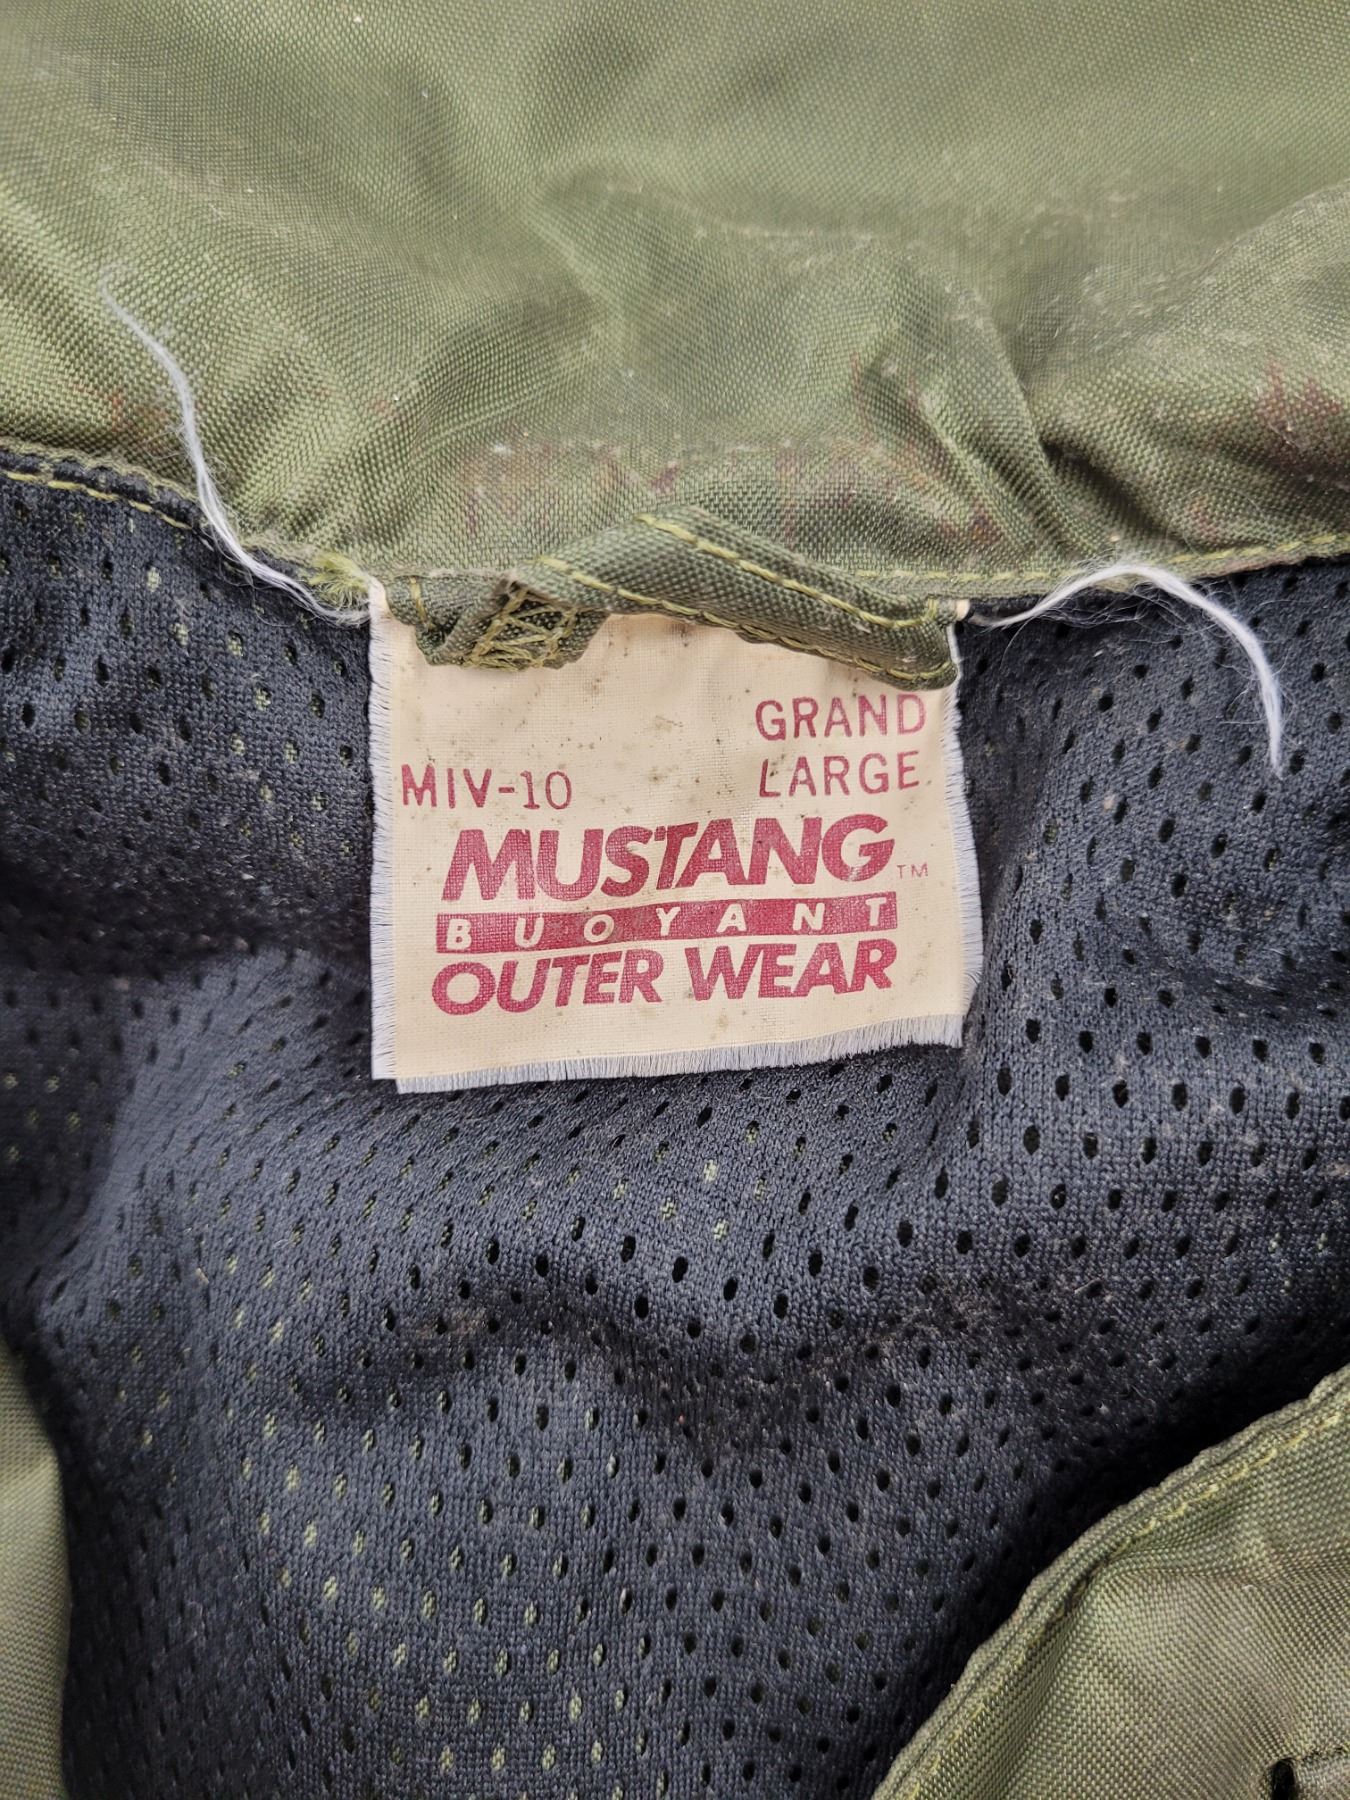 GRAND
LARGE
MIV-10
MUSTANG™
BUOYANT
OUTER WEAR